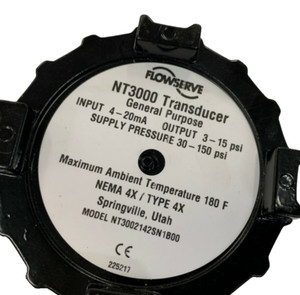 FLOWSERVE
NT3000 Transducer
General Purpose
INPUT 4-20mA OUTPUT 3-15 psi
SUPPLY PRESSURE 30-150 psi
Maximum Ambient Temperature 180 F
NEMA 4X / TYPE 4X
Springville, Utah
MODEL NT3002142SN1B00
CE
225217